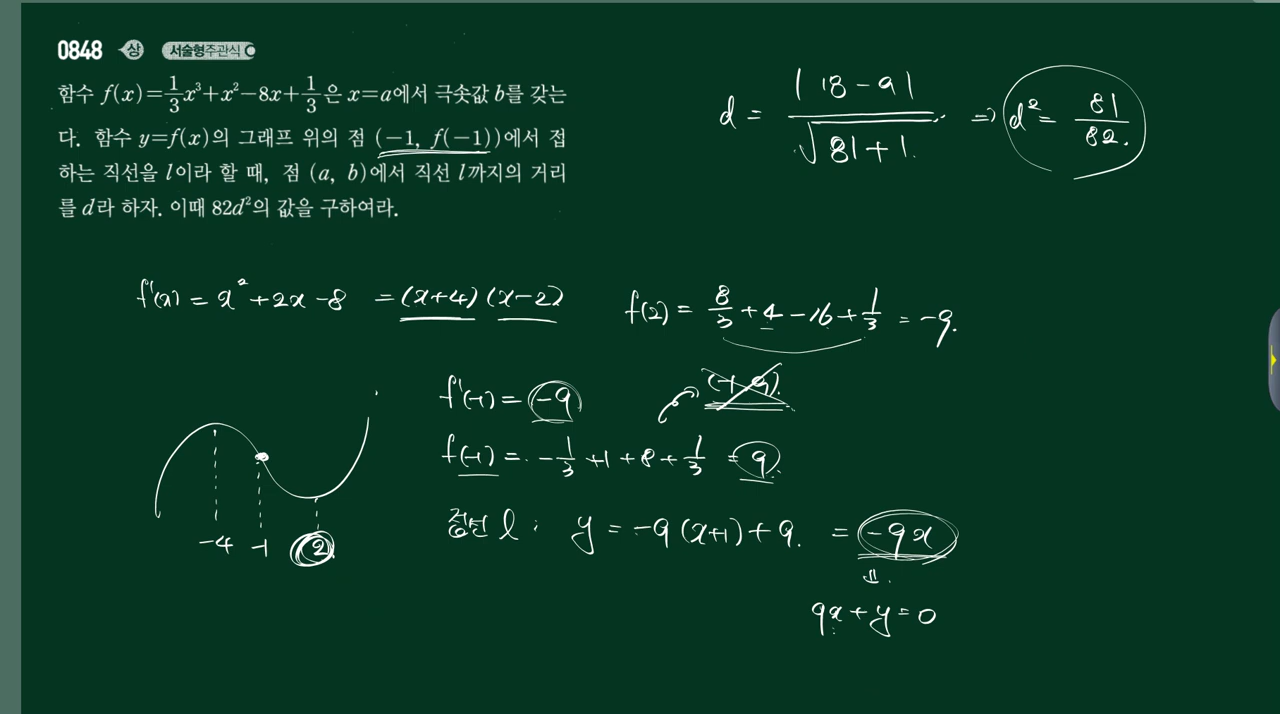 0848 상 서술형주관식
함수 f(x)=1/3x³+x²-8x+1/3은 x=a에서 극솟값 b를 갖는
다. 함수 y=f(x)의 그래프 위의 점 (-1, f(-1))에서 접
하는 직선을 l이라 할 때, 점 (a, b)에서 직선 l까지의 거리
를 d라 하자. 이때 82d²의 값을 구하여라.
d = |18-9| / √81+1 ⇒ d² = 81/82
f'(x) = x²+2x-8 = (x+4)(x-2)
f(2) = 8/3+4-16+1/3 = -9.
f'(-1) = -9
(-1, 9)
f(-1) = -1/3+1+8+1/3 = 9
-4 -1 2
접선 l : y = -9(x+1)+9. = -9x
⇓
9x+y=0